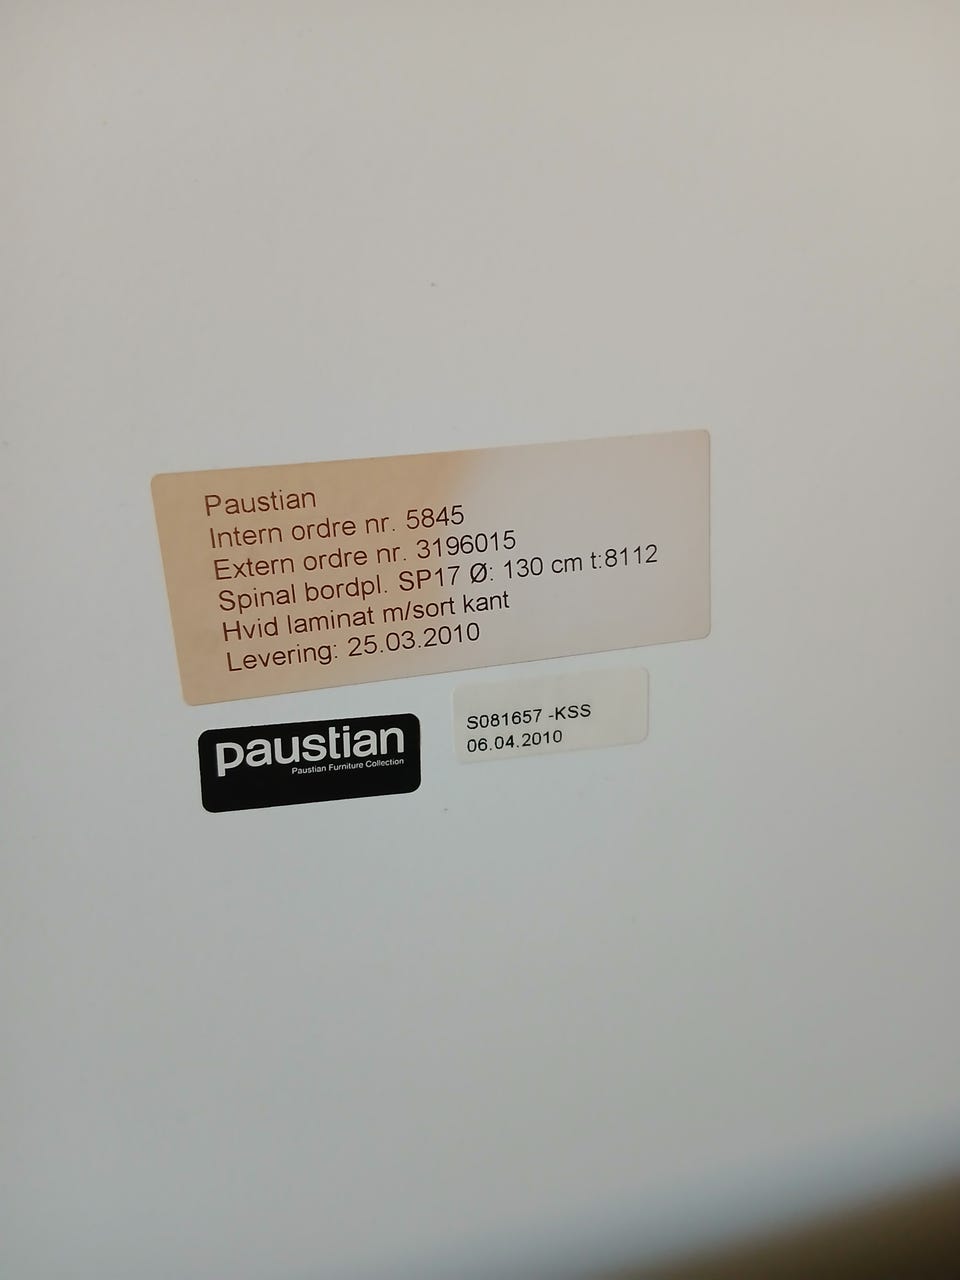 Paustian
Intern ordre nr. 5845
Extern ordre nr. 3196015
Spinal bordpl. SP17 Ø: 130 cm t:8112
Hvid laminat m/sort kant
Levering: 25.03.2010
paustian
Paustian Furniture Collection
S081657 -KSS
06.04.2010